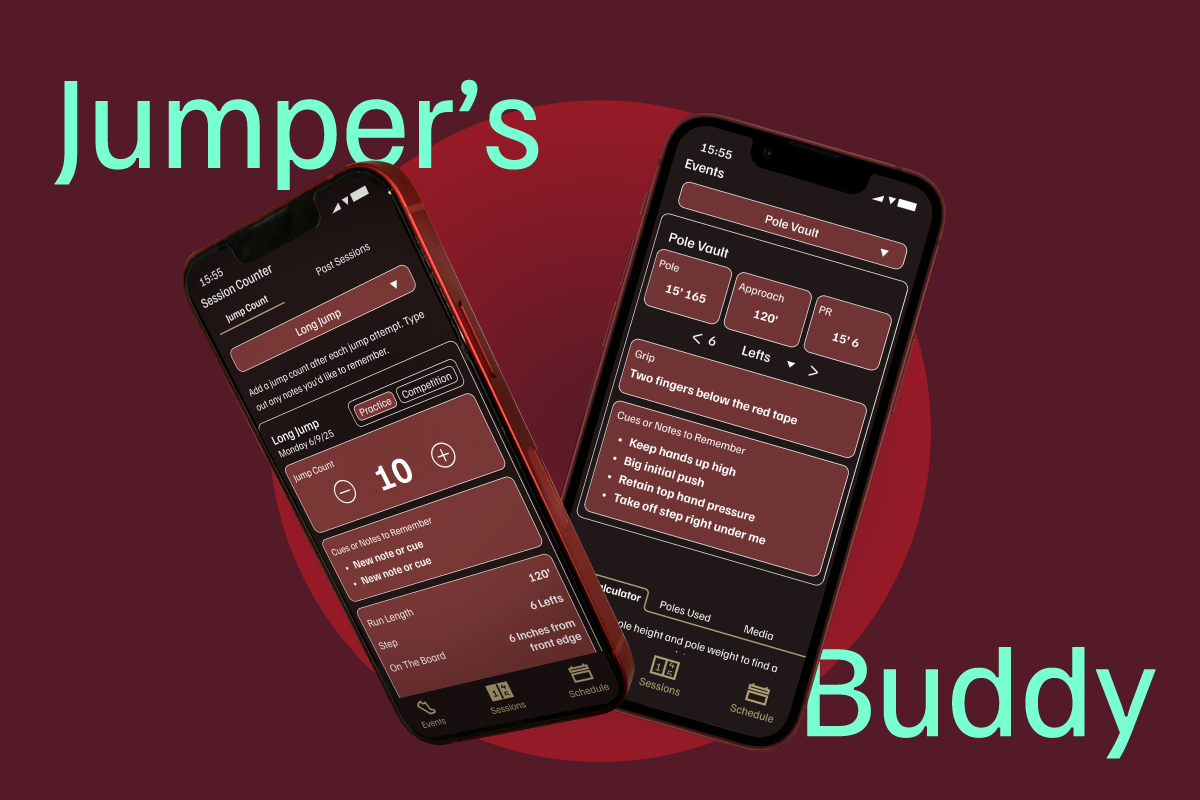 Jumper's
15:55
Session Counter
Jump Count
Past Sessions
Long Jump
Add a jump count after each jump attempt. Type
out any notes you'd like to remember.
Long Jump
Practice
Competition
Monday 6/9/25
Jump Count
10
Cues or Notes to Remember
• New note or cue
• New note or cue
Run Length
120'
Step
6 Lefts
On The Board
6 Inches from
front edge
Events
Sessions
Schedule
15:55
Events
Pole Vault
Pole Vault
Pole
15' 165
Approach
120'
PR
15' 6
< 6
Lefts
>
Grip
Two fingers below the red tape
Cues or Notes to Remember
• Keep hands up high
• Big initial push
• Retain top hand pressure
• Take off step right under me
alculator
Poles Used
Media
ole height and pole weight to find a
Sessions
Schedule
Buddy